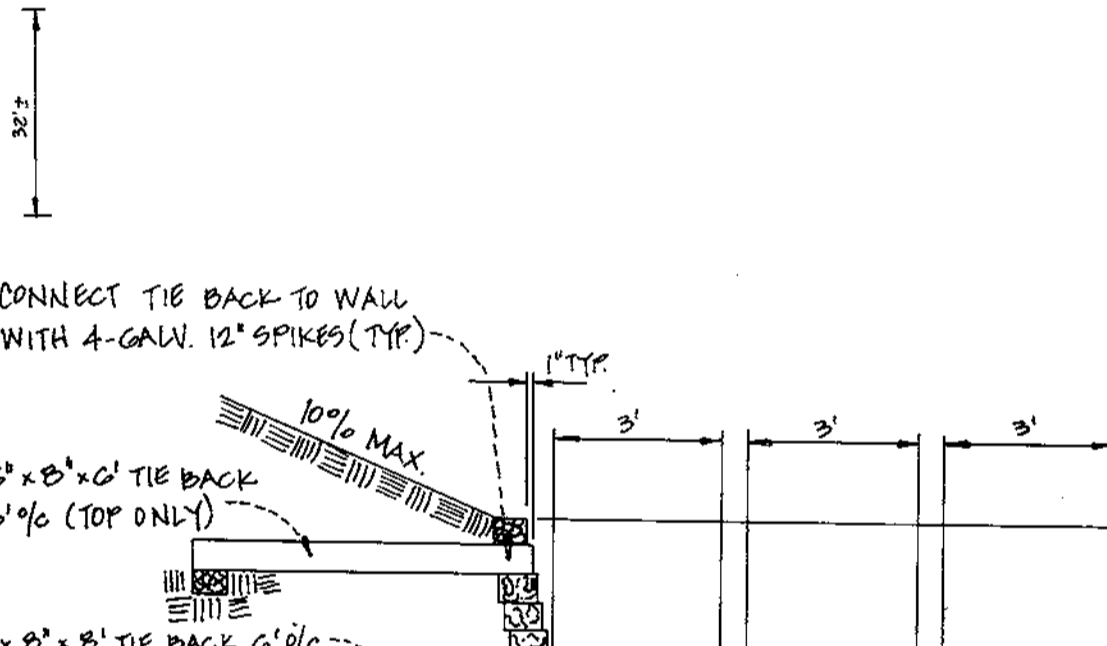 32'±
CONNECT TIE BACK TO WALL
WITH 4-GALV. 12" SPIKES (TYP.)
1" TYP.
10% MAX.
3'
3'
3'
" x 8" x 6' TIE BACK
' o/c (TOP ONLY)
x 8" x 8' TIE BACK 6' o/c